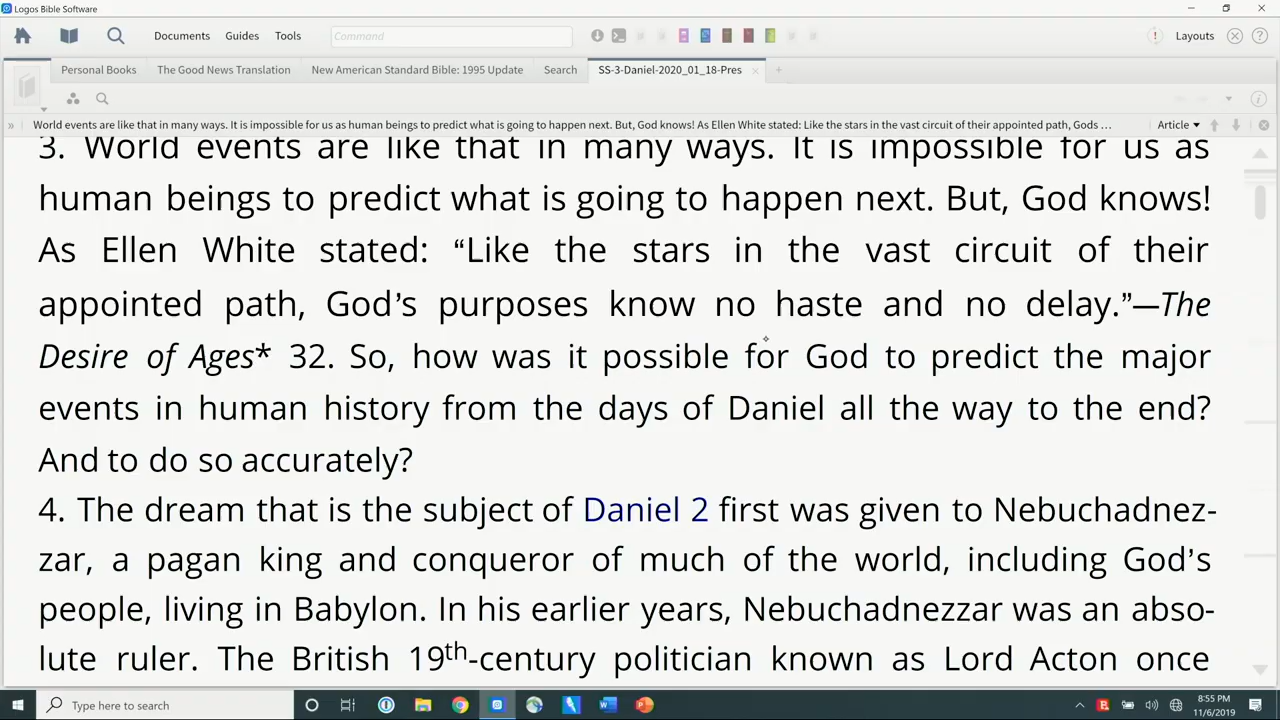 Logos Bible Software
Documents Guides Tools Command Layouts
Personal Books The Good News Translation New American Standard Bible: 1995 Update Search SS-3-Daniel-2020_01_18-Pres
World events are like that in many ways. It is impossible for us as human beings to predict what is going to happen next. But, God knows! As Ellen White stated: Like the stars in the vast circuit of their appointed path, Gods ... Article
3. World events are like that in many ways. It is impossible for us as
human beings to predict what is going to happen next. But, God knows!
As Ellen White stated: “Like the stars in the vast circuit of their
appointed path, God’s purposes know no haste and no delay.”—The
Desire of Ages* 32. So, how was it possible for God to predict the major
events in human history from the days of Daniel all the way to the end?
And to do so accurately?
4. The dream that is the subject of Daniel 2 first was given to Nebuchadnez-
zar, a pagan king and conqueror of much of the world, including God’s
people, living in Babylon. In his earlier years, Nebuchadnezzar was an abso-
lute ruler. The British 19th-century politician known as Lord Acton once
Type here to search
8:55 PM
11/6/2019